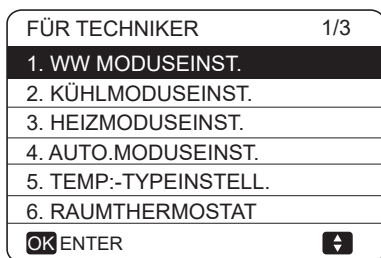 FÜR TECHNIKER 1/3
1. WW MODUSEINST.
2. KÜHLMODUSEINST.
3. HEIZMODUSEINST.
4. AUTO.MODUSEINST.
5. TEMP:-TYPEINSTELL.
6. RAUMTHERMOSTAT
OK ENTER